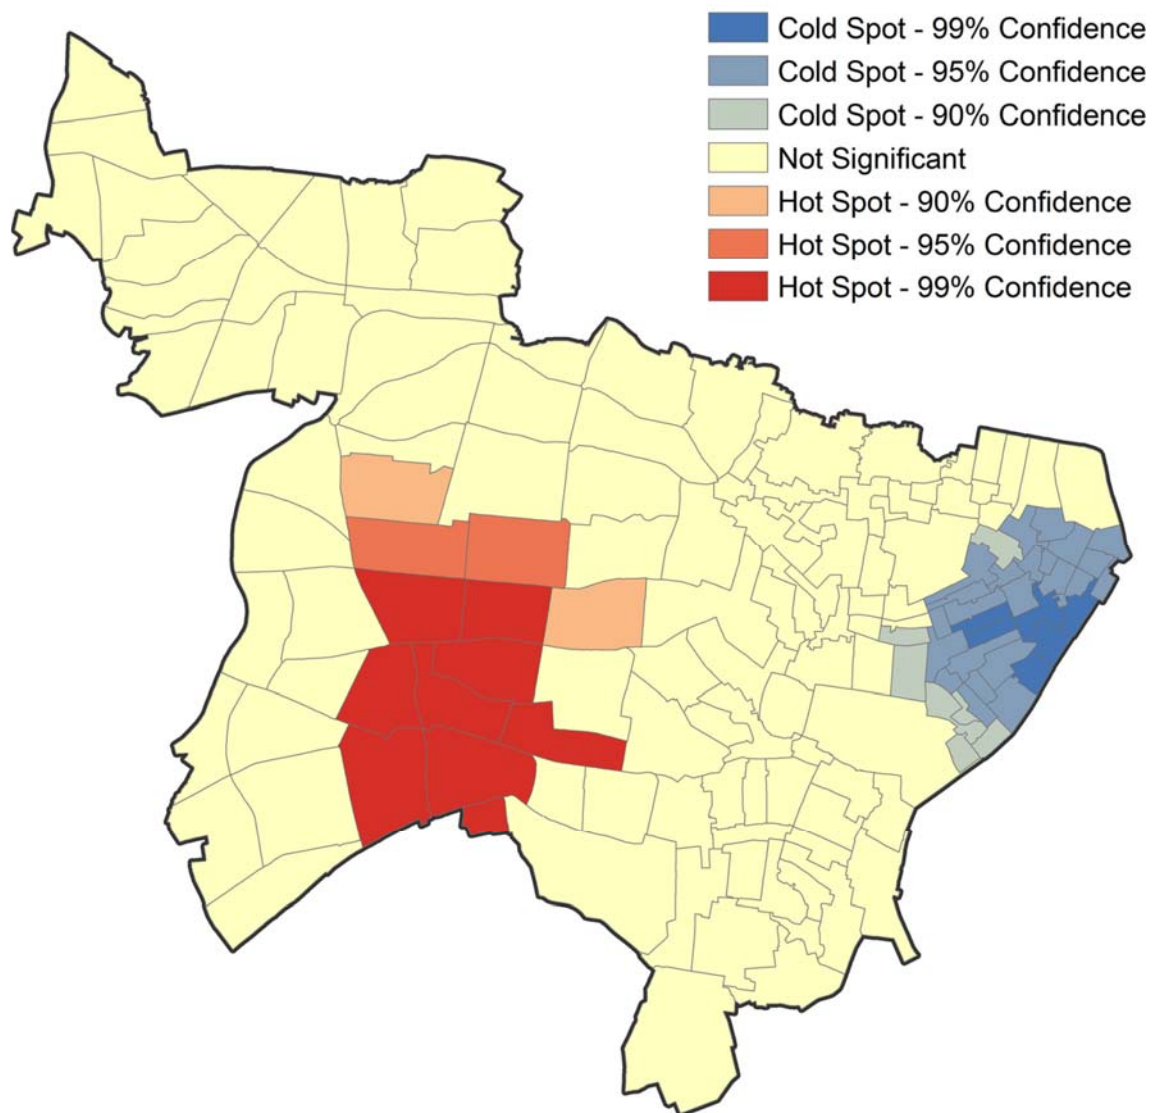 Cold Spot - 99% Confidence
Cold Spot - 95% Confidence
Cold Spot - 90% Confidence
Not Significant
Hot Spot - 90% Confidence
Hot Spot - 95% Confidence
Hot Spot - 99% Confidence